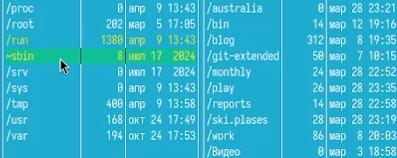 /proc 0 апр 9 13:43
/root 202 мар 5 17:05
/run 1380 апр 9 13:43
~sbin 8 июл 17 2024
/srv 0 июл 17 2024
/sys 0 апр 9 13:43
/tmp 400 апр 9 13:58
/usr 168 окт 24 17:49
/var 194 окт 24 17:53
/australia 0 мар 28 23:21
/bin 14 мар 12 19:16
/blog 312 мар 8 19:35
/git-extended 50 мар 7 10:15
/monthly 24 мар 28 22:52
/play 26 мар 28 23:35
/reports 14 мар 28 22:58
/ski.plases 28 мар 28 23:19
/work 86 мар 8 20:03
/Видео 0 мар 3 18:58